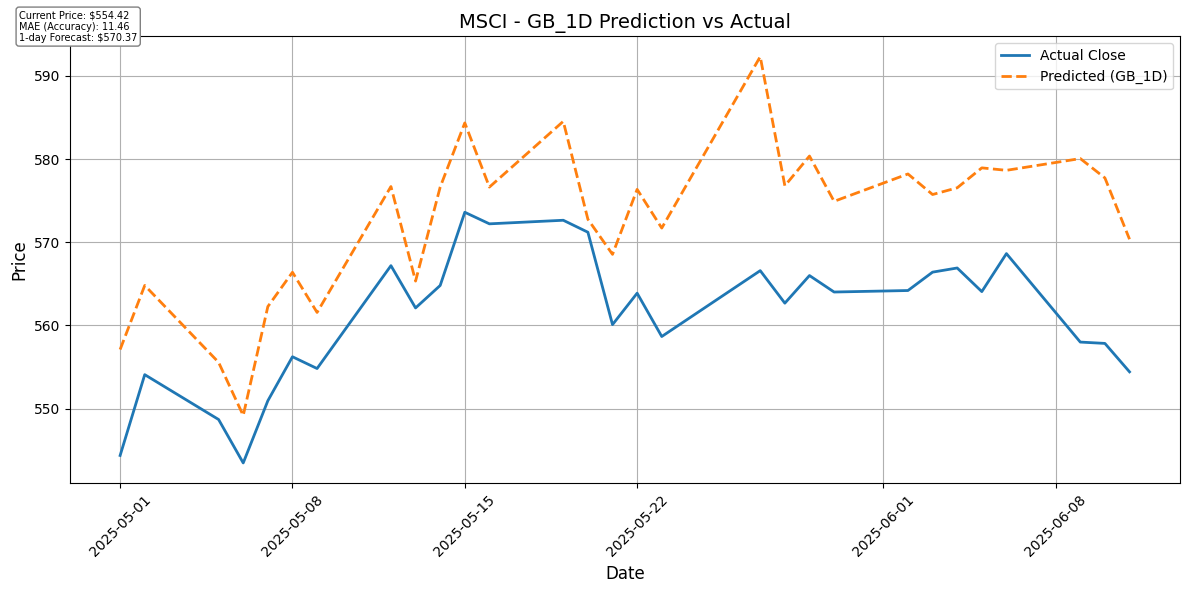 MSCI - GB_1D Prediction vs Actual
Current Price: $554.42
MAE (Accuracy): 11.46
1-day Forecast: $570.37
Actual Close
Predicted (GB_1D)
Price
590
580
570
560
550
2025-05-01
2025-05-08
2025-05-15
2025-05-22
2025-06-01
2025-06-08
Date